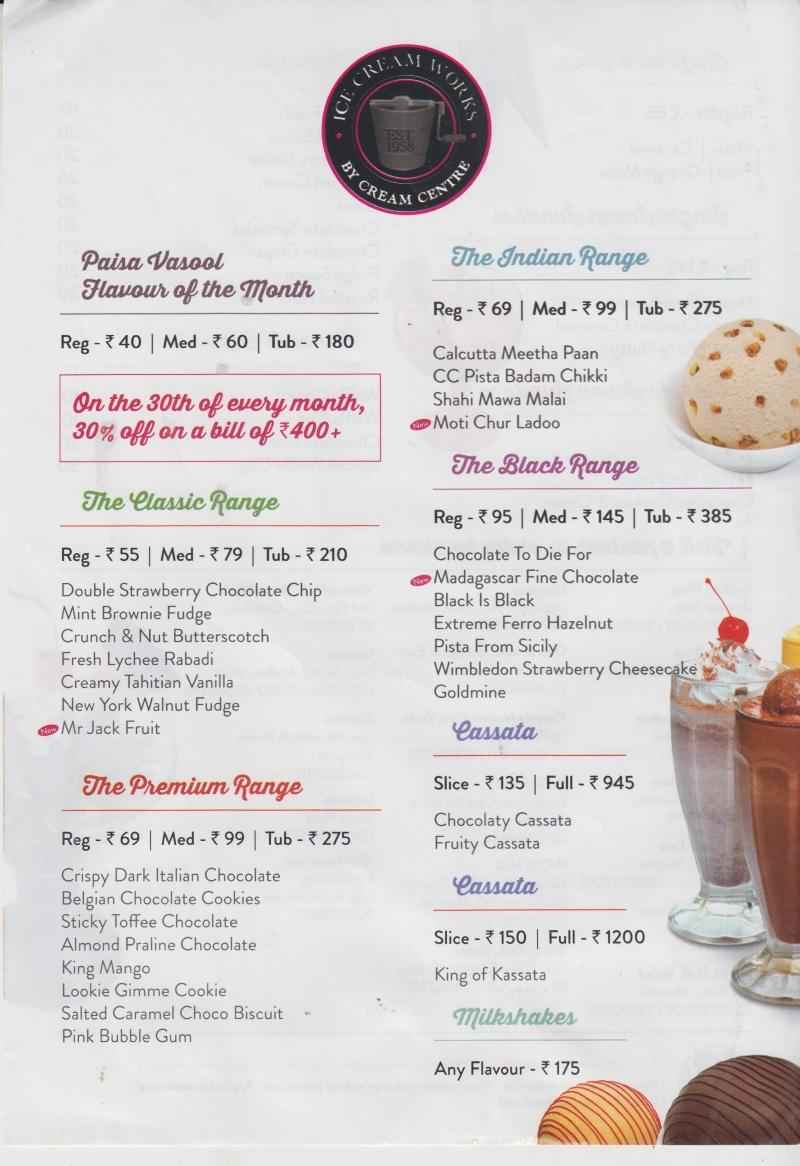 ICE CREAM WORKS
EST.
1958
BY CREAM CENTRE
Paisa Vasool
Flavour of the Month
Reg - ₹ 40 | Med - ₹ 60 | Tub - ₹ 180
On the 30th of every month,
30% off on a bill of ₹400+
The Classic Range
Reg - ₹ 55 | Med - ₹ 79 | Tub - ₹ 210
Double Strawberry Chocolate Chip
Mint Brownie Fudge
Crunch & Nut Butterscotch
Fresh Lychee Rabadi
Creamy Tahitian Vanilla
New York Walnut Fudge
New Mr Jack Fruit
The Premium Range
Reg - ₹ 69 | Med - ₹ 99 | Tub - ₹ 275
Crispy Dark Italian Chocolate
Belgian Chocolate Cookies
Sticky Toffee Chocolate
Almond Praline Chocolate
King Mango
Lookie Gimme Cookie
Salted Caramel Choco Biscuit
Pink Bubble Gum
The Indian Range
Reg - ₹ 69 | Med - ₹ 99 | Tub - ₹ 275
Calcutta Meetha Paan
CC Pista Badam Chikki
Shahi Mawa Malai
New Moti Chur Ladoo
The Black Range
Reg - ₹ 95 | Med - ₹ 145 | Tub - ₹ 385
Chocolate To Die For
New Madagascar Fine Chocolate
Black Is Black
Extreme Ferro Hazelnut
Pista From Sicily
Wimbledon Strawberry Cheesecake
Goldmine
Cassata
Slice - ₹ 135 | Full - ₹ 945
Chocolaty Cassata
Fruity Cassata
Cassata
Slice - ₹ 150 | Full - ₹ 1200
King of Kassata
Milkshakes
Any Flavour - ₹ 175